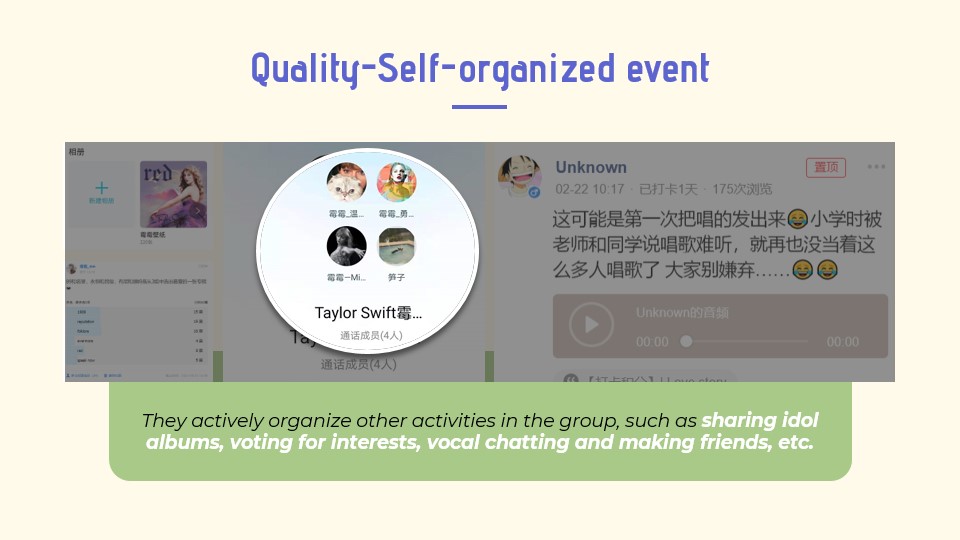 Quality-Self-organized event
相册
red
新建相册
霉霉壁纸
霉霉_温...
霉霉_勇...
霉霉—Mi...
笋子
Taylor Swift霉...
通话成员(4人)
通话成员(4人)
Unknown
置顶
02-22 10:17 · 已打卡1天 · 175次浏览
这可能是第一次把唱的发出来😂小学时被
老师和同学说唱歌难听，就再也没当着这
么多人唱歌了 大家别嫌弃……😂😂
Unknown的音频
00:00
00:00
They actively organize other activities in the group, such as sharing idol
albums, voting for interests, vocal chatting and making friends, etc.